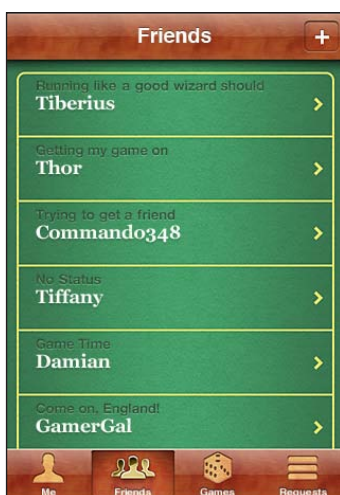 Friends
+
Running like a good wizard should
Tiberius
Getting my game on
Thor
Trying to get a friend
Commando348
No Status
Tiffany
Game Time
Damian
Come on, England!
GamerGal
Me
Friends
Games
Requests